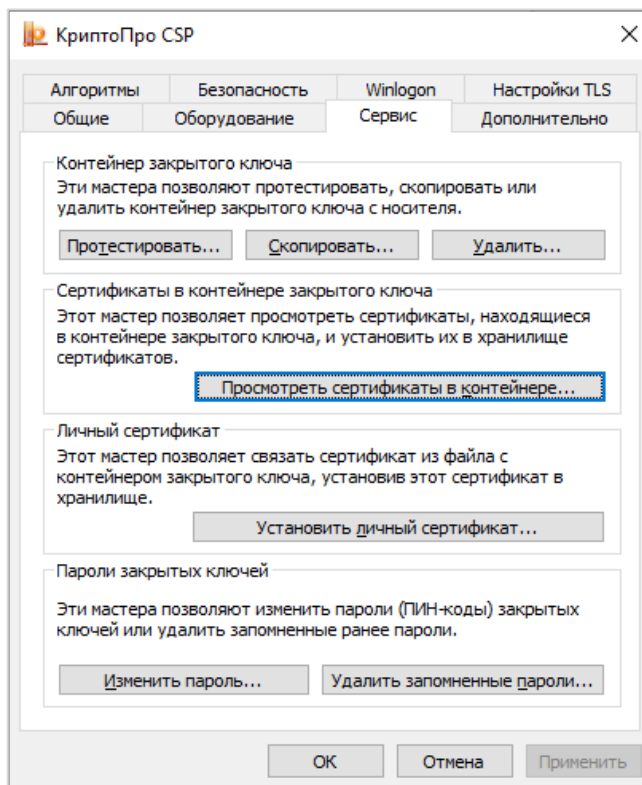 КриптоПро CSP
Алгоритмы Безопасность Winlogon Настройки TLS
Общие Оборудование Сервис Дополнительно
Контейнер закрытого ключа
Эти мастера позволяют протестировать, скопировать или
удалить контейнер закрытого ключа с носителя.
Протестировать... Скопировать... Удалить...
Сертификаты в контейнере закрытого ключа
Этот мастер позволяет просмотреть сертификаты, находящиеся
в контейнере закрытого ключа, и установить их в хранилище
сертификатов.
Просмотреть сертификаты в контейнере...
Личный сертификат
Этот мастер позволяет связать сертификат из файла с
контейнером закрытого ключа, установив этот сертификат в
хранилище.
Установить личный сертификат...
Пароли закрытых ключей
Эти мастера позволяют изменить пароли (ПИН-коды) закрытых
ключей или удалить запомненные ранее пароли.
Изменить пароль... Удалить запомненные пароли...
ОК Отмена Применить